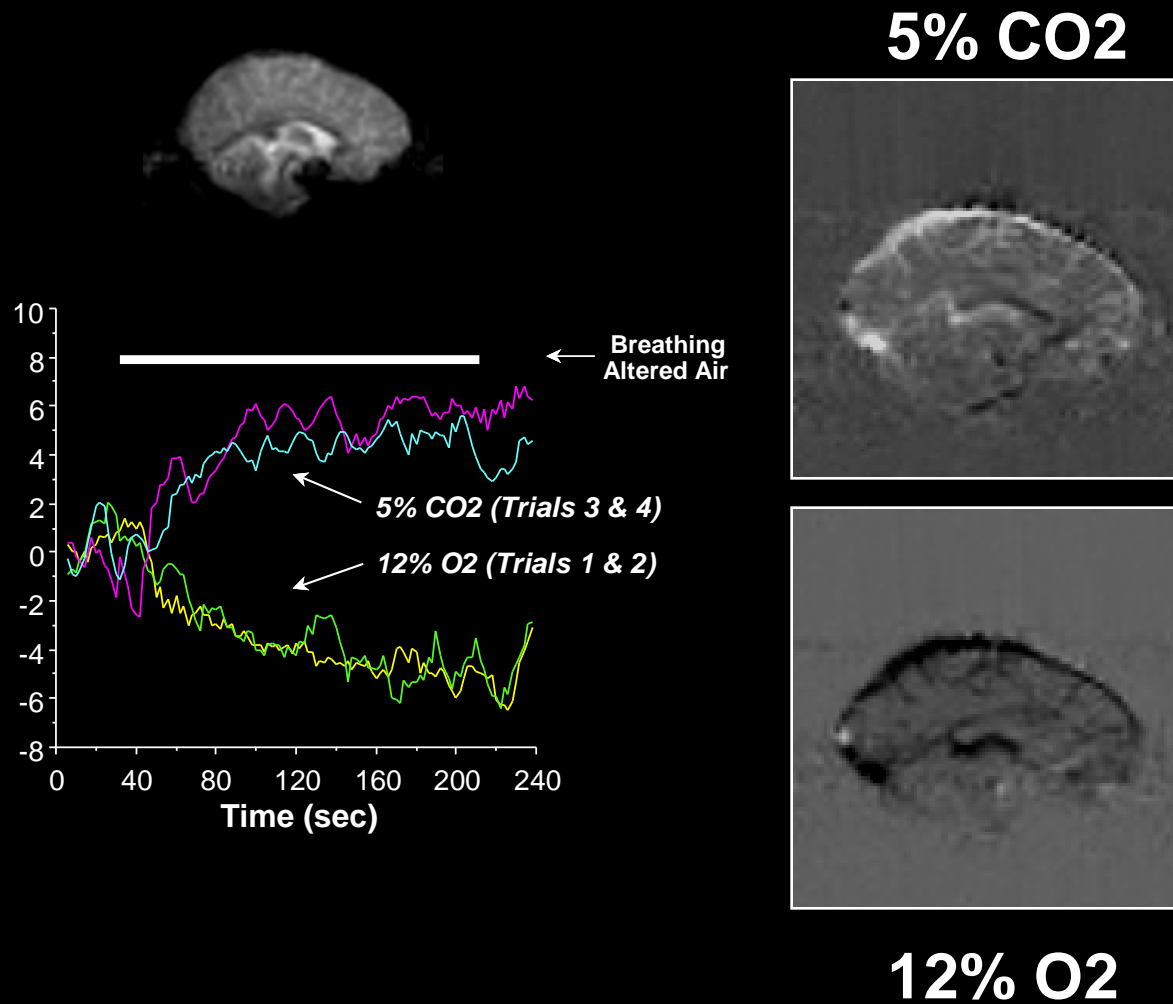 5% CO2
10
8
6
4
2
0
-2
-4
-6
-8
Breathing
Altered Air
5% CO2 (Trials 3 & 4)
12% O2 (Trials 1 & 2)
0 40 80 120 160 200 240
Time (sec)
12% O2